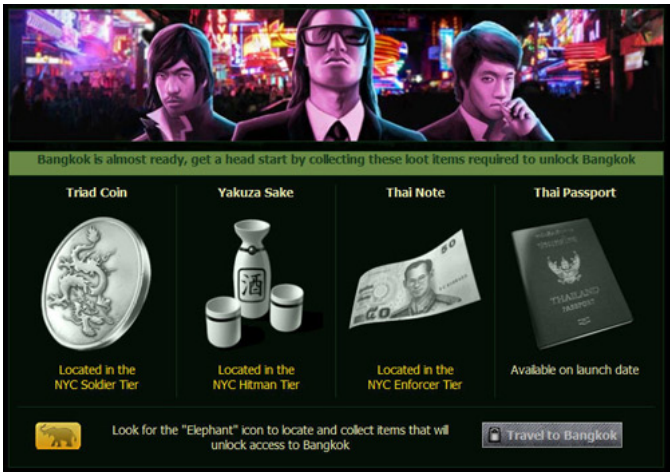 Bangkok is almost ready, get a head start by collecting these loot items required to unlock Bangkok
Triad Coin
Yakuza Sake
Thai Note
Thai Passport
酒
50
50
THAILAND
PASSPORT
Located in the
NYC Soldier Tier
Located in the
NYC Hitman Tier
Located in the
NYC Enforcer Tier
Available on launch date
Look for the "Elephant" icon to locate and collect items that will
unlock access to Bangkok
Travel to Bangkok